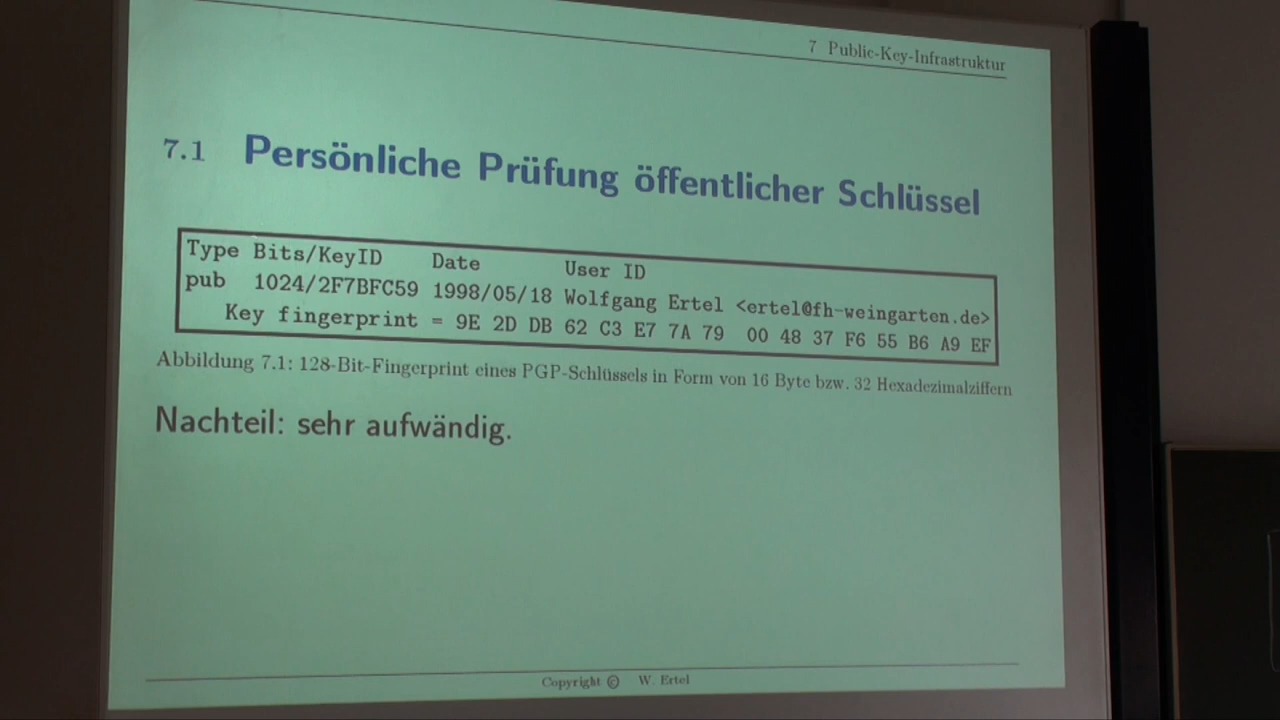 7 Public-Key-Infrastruktur
7.1 Persönliche Prüfung öffentlicher Schlüssel
Type Bits/KeyID Date User ID
pub 1024/2F7BFC59 1998/05/18 Wolfgang Ertel <ertel@fh-weingarten.de>
Key fingerprint = 9E 2D DB 62 C3 E7 7A 79 00 48 37 F6 55 B6 A9 EF
Abbildung 7.1: 128-Bit-Fingerprint eines PGP-Schlüssels in Form von 16 Byte bzw. 32 Hexadezimalziffern
Nachteil: sehr aufwändig.
Copyright © W. Ertel